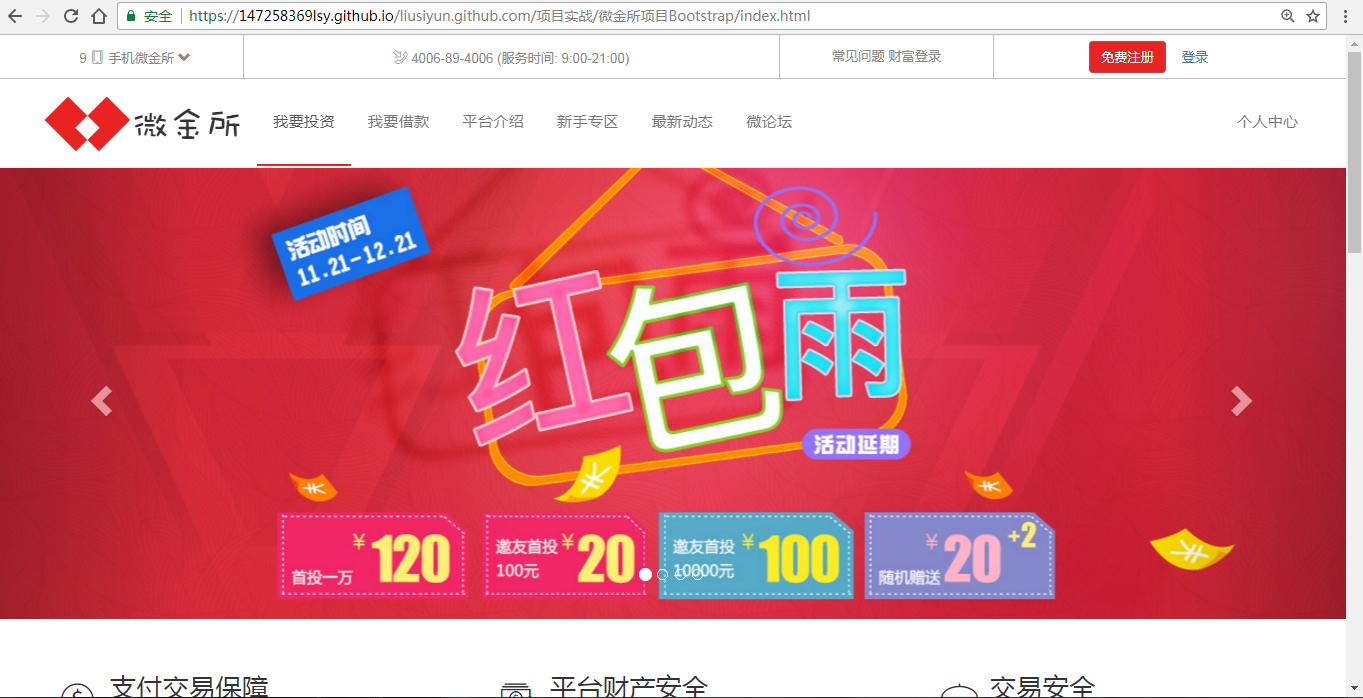 安全 https://147258369lsy.github.io/liusiyun.github.com/项目实战/微金所项目Bootstrap/index.html
9 手机微金所
4006-89-4006 (服务时间: 9:00-21:00)
常见问题 财富登录
免费注册
登录
微金所
我要投资
我要借款
平台介绍
新手专区
最新动态
微论坛
个人中心
活动时间
11.21-12.21
红包雨
活动延期
首投一万
¥120
邀友首投
100元
¥20
邀友首投
10000元
¥100
随机赠送
¥20+2
支付交易保障
平台财产安全
交易安全